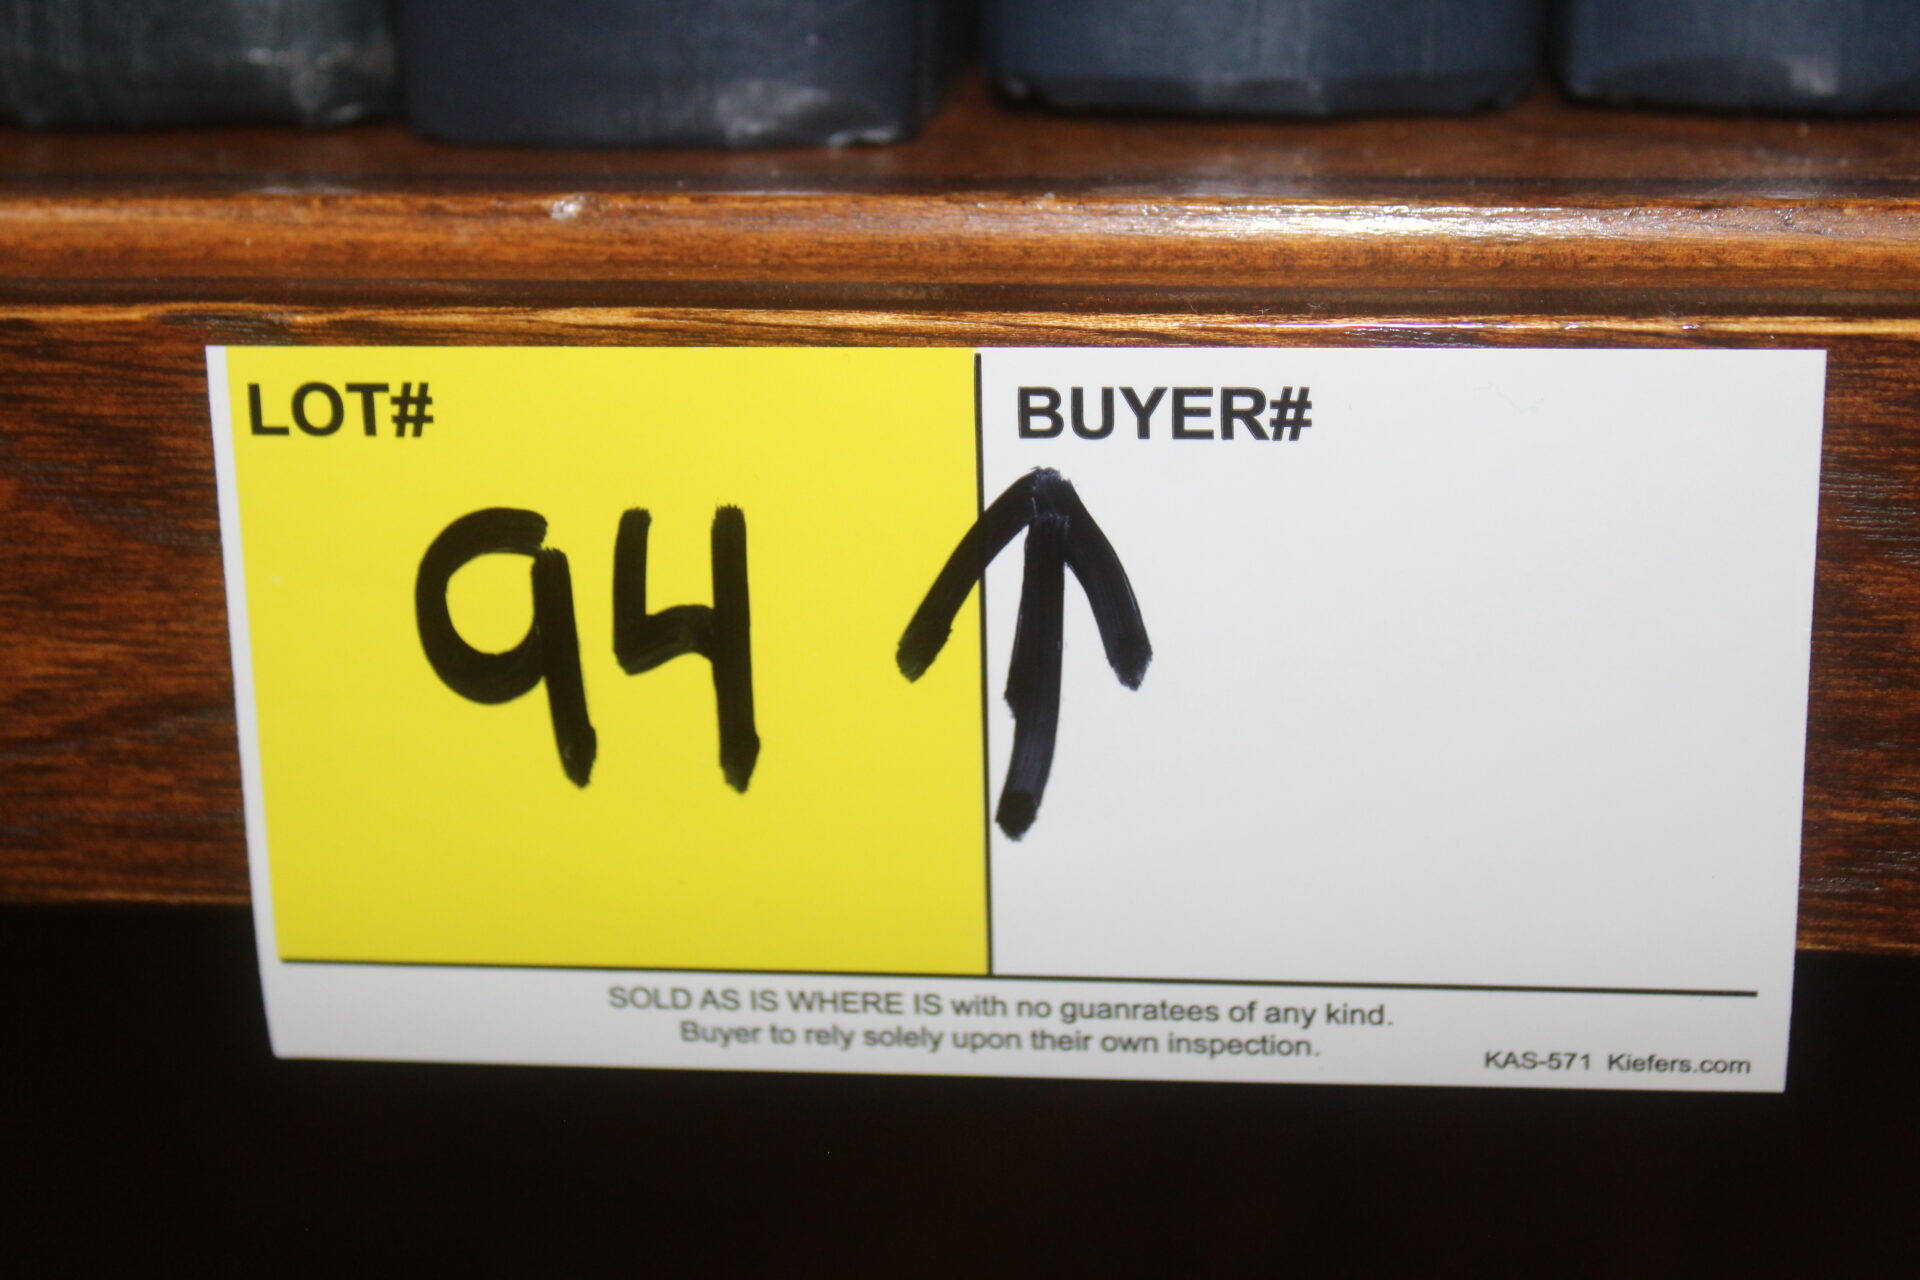 LOT#
BUYER#
94 ↑
SOLD AS IS WHERE IS with no guanratees of any kind.
Buyer to rely solely upon their own inspection.
KAS-571 Kiefers.com